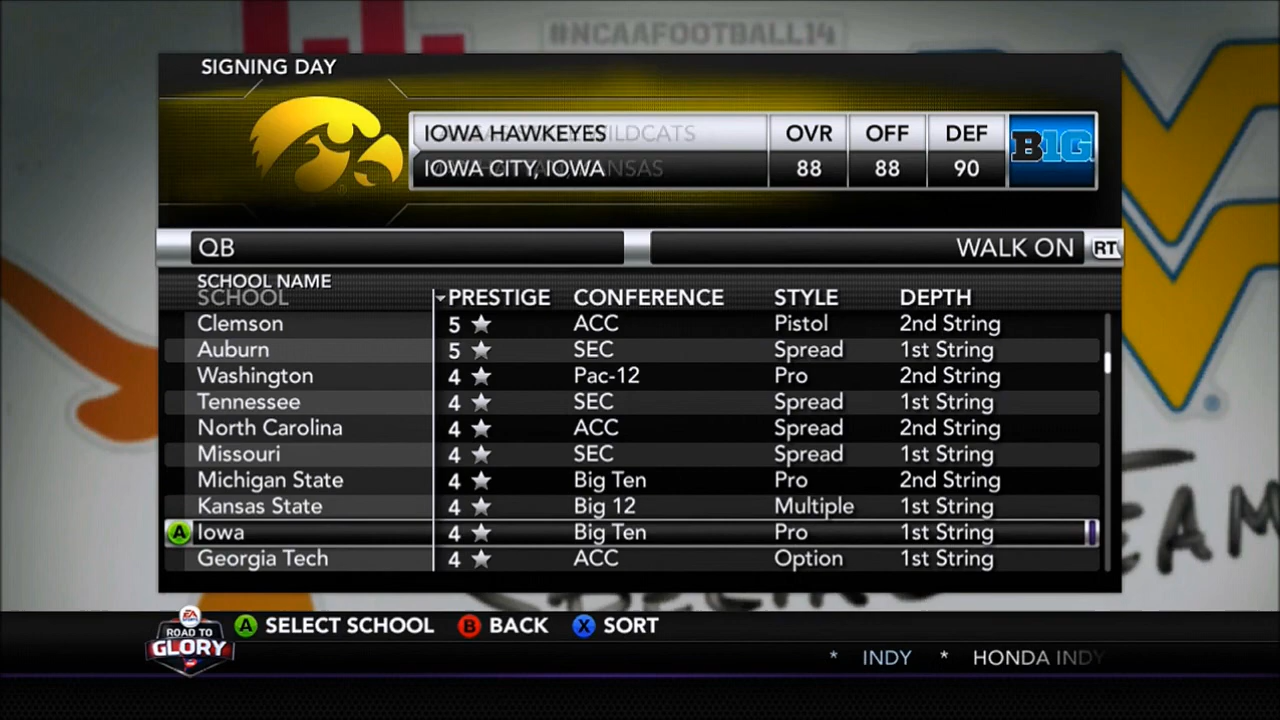 #NCAAFOOTBALL14
SIGNING DAY
IOWA HAWKEYES WILDCATS OVR OFF DEF
IOWA CITY, IOWA KANSAS 88 88 90 B1G
QB WALK ON RT
SCHOOL NAME
SCHOOL PRESTIGE CONFERENCE STYLE DEPTH
Clemson 5 ACC Pistol 2nd String
Auburn 5 SEC Spread 1st String
Washington 4 Pac-12 Pro 2nd String
Tennessee 4 SEC Spread 1st String
North Carolina 4 ACC Spread 2nd String
Missouri 4 SEC Spread 1st String
Michigan State 4 Big Ten Pro 2nd String
Kansas State 4 Big 12 Multiple 1st String
A Iowa 4 Big Ten Pro 1st String
Georgia Tech 4 ACC Option 1st String
EA SPORTS ROAD TO GLORY
A SELECT SCHOOL B BACK X SORT
* INDY * HONDA INDY